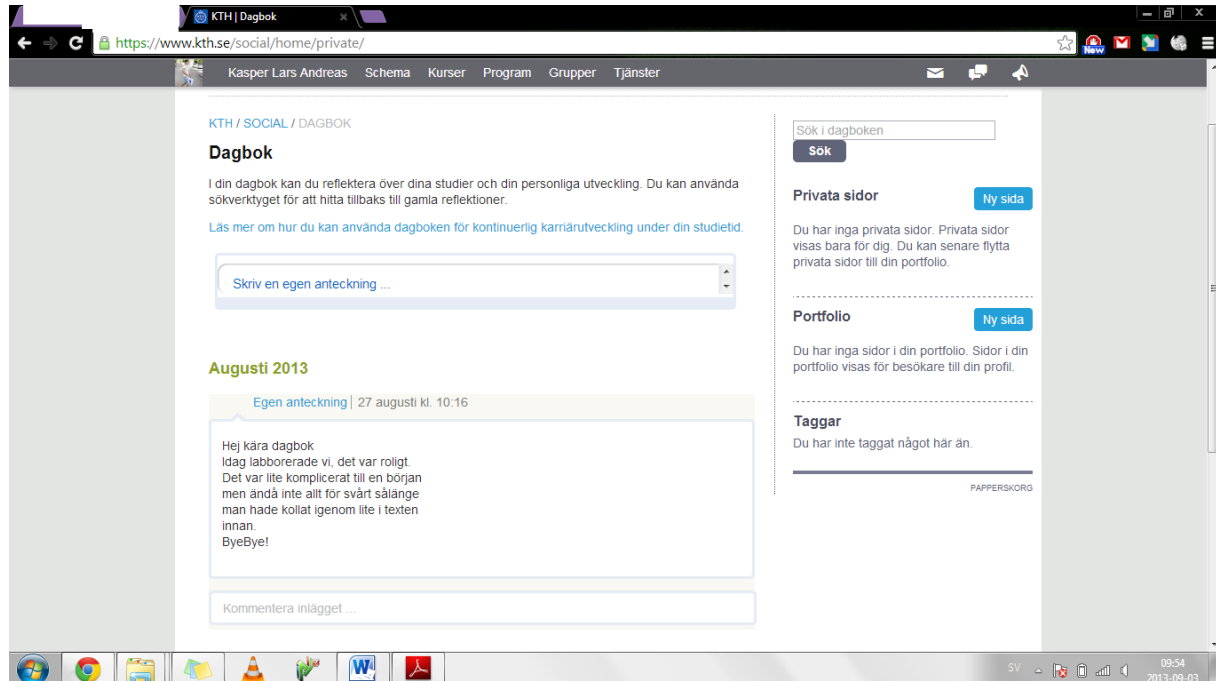 KTH | Dagbok
https://www.kth.se/social/home/private/
New
Kasper Lars Andreas Schema Kurser Program Grupper Tjänster
KTH / SOCIAL / DAGBOK
Dagbok
I din dagbok kan du reflektera över dina studier och din personliga utveckling. Du kan använda
sökverktyget för att hitta tillbaks till gamla reflektioner.
Läs mer om hur du kan använda dagboken för kontinuerlig karriärutveckling under din studietid.
Skriv en egen anteckning ...
Augusti 2013
Egen anteckning | 27 augusti kl. 10:16
Hej kära dagbok
Idag labborerade vi, det var roligt.
Det var lite komplicerat till en början
men ändå inte allt för svårt sålänge
man hade kollat igenom lite i texten
innan.
ByeBye!
Kommentera inlägget ...
Sök i dagboken
Sök
Privata sidor
Ny sida
Du har inga privata sidor. Privata sidor
visas bara för dig. Du kan senare flytta
privata sidor till din portfolio.
Portfolio
Ny sida
Du har inga sidor i din portfolio. Sidor i din
portfolio visas för besökare till din profil.
Taggar
Du har inte taggat något här än.
PAPPERSKORG
SV
09:54
2013-09-03